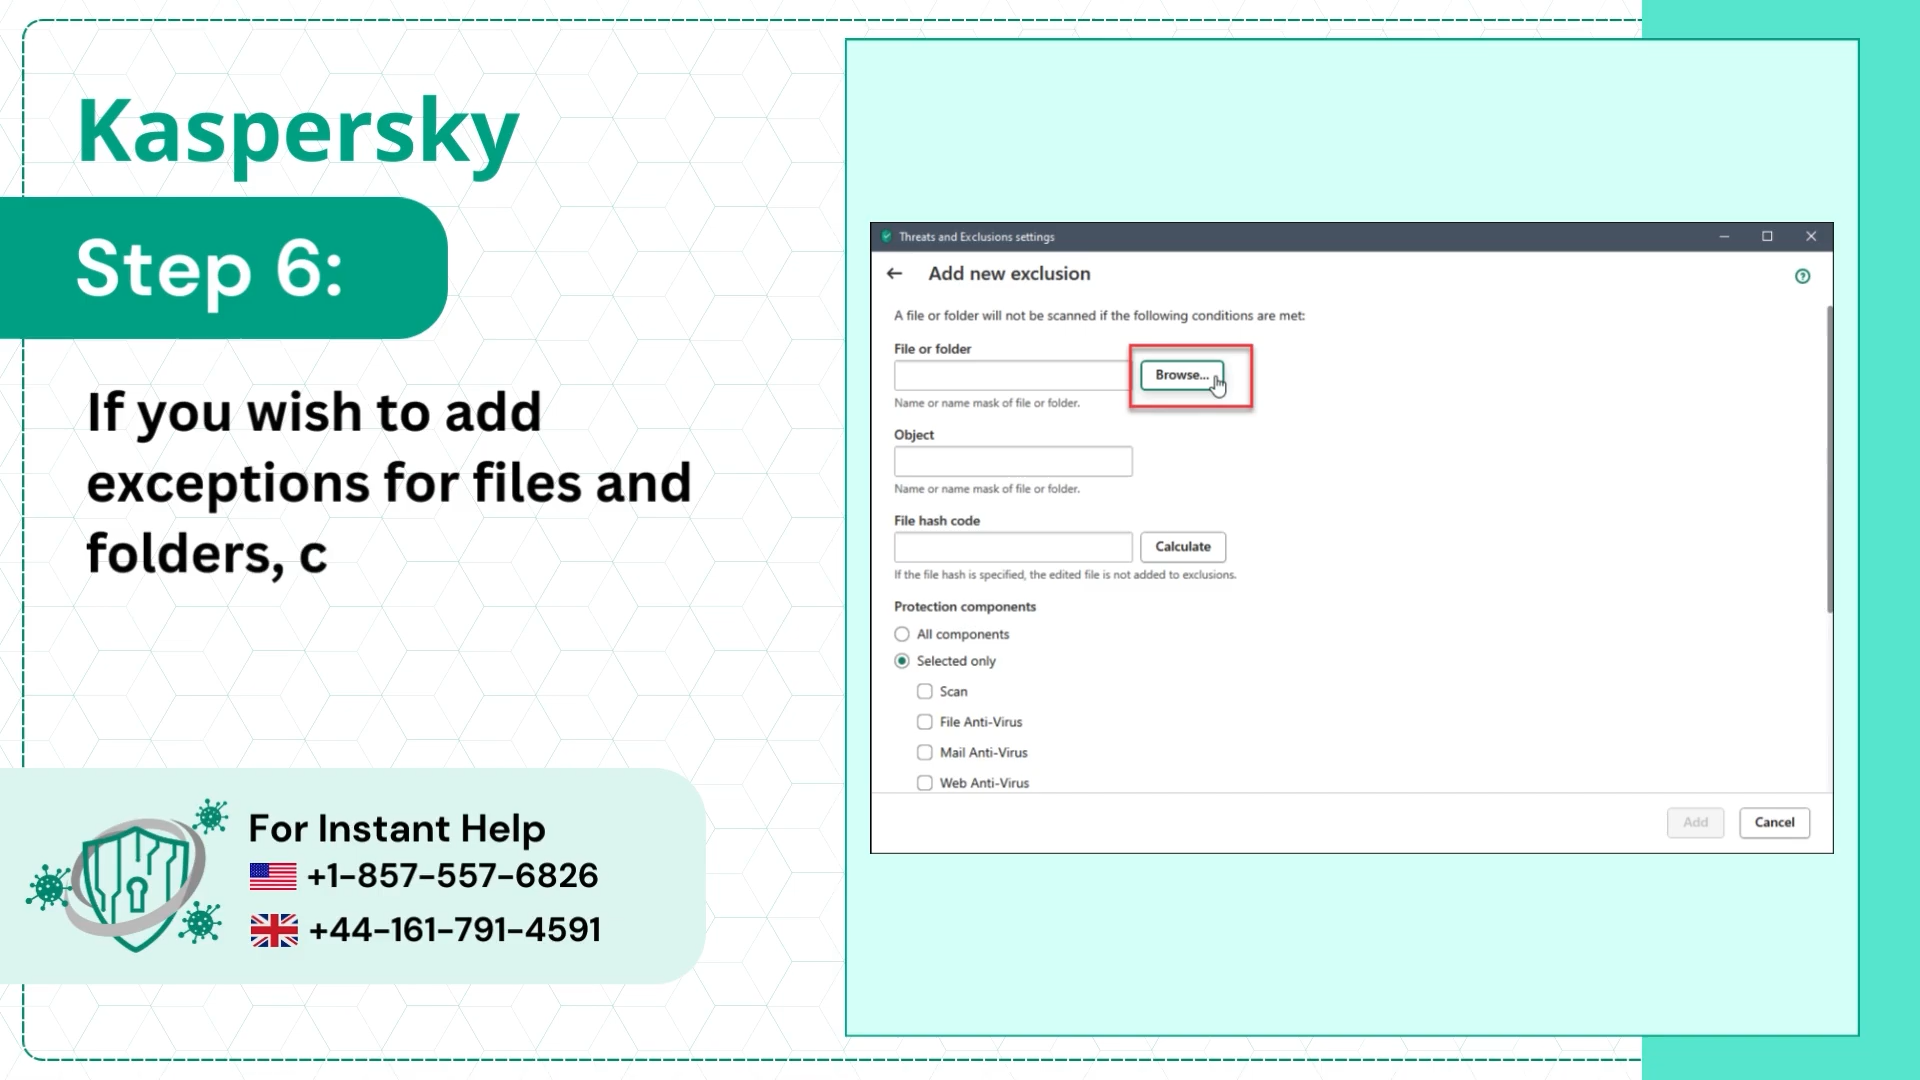 Kaspersky
Step 6:
If you wish to add
exceptions for files and
folders, c
For Instant Help
+1-857-557-6826
+44-161-791-4591
Threats and Exclusions settings
Add new exclusion
A file or folder will not be scanned if the following conditions are met:
File or folder
Browse...
Name or name mask of file or folder.
Object
Name or name mask of file or folder.
File hash code
Calculate
If the file hash is specified, the edited file is not added to exclusions.
Protection components
All components
Selected only
Scan
File Anti-Virus
Mail Anti-Virus
Web Anti-Virus
Add
Cancel